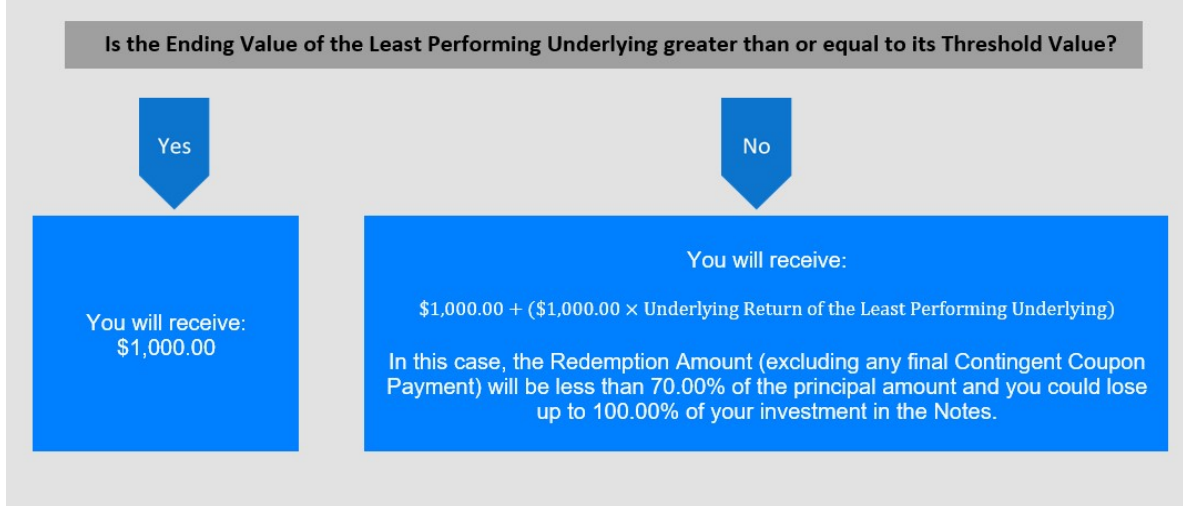 Is the Ending Value of the Least Performing Underlying greater than or equal to its Threshold Value?
Yes
No
You will receive:
$1,000.00
You will receive:
$1,000.00 + ($1,000.00 × Underlying Return of the Least Performing Underlying)
In this case, the Redemption Amount (excluding any final Contingent Coupon
Payment) will be less than 70.00% of the principal amount and you could lose
up to 100.00% of your investment in the Notes.